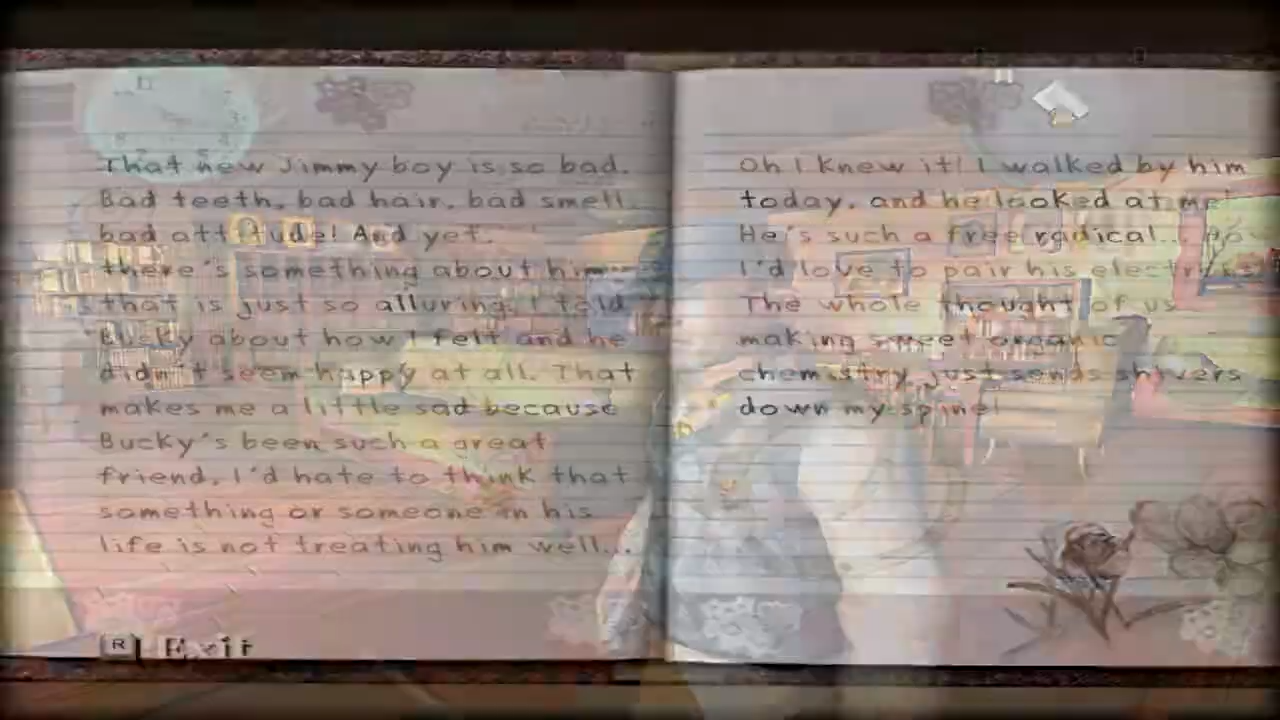 That new Jimmy boy is so bad.
Bad teeth, bad hair, bad smell
bad attitude! And yet.
there's something about him
that is just so alluring. I told
Bucky about how I felt and he
didn't seem happy at all. That
makes me a little sad because
Bucky's been such a great
friend, I'd hate to think that
something or someone in his
life is not treating him well...
Oh I knew it! I walked by him
today, and he looked at me!
He's such a free radical...
I'd love to pair his electrons.
The whole thought of us
making sweet organic
chemistry just sends shivers
down my spine!
R Exit